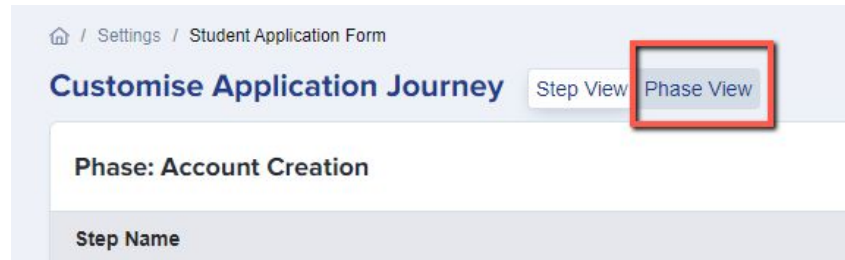 / Settings / Student Application Form
Customise Application Journey Step View Phase View
Phase: Account Creation
Step Name